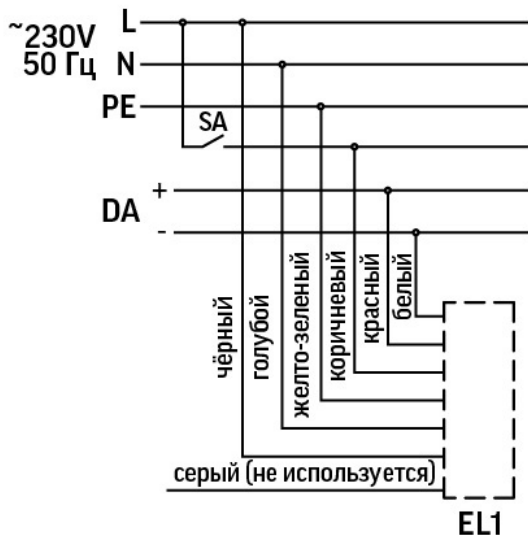 ~230V
50 Гц
L
N
PE
SA
DA
+
-
чёрный
голубой
желто-зеленый
коричневый
красный
белый
серый (не используется)
EL1